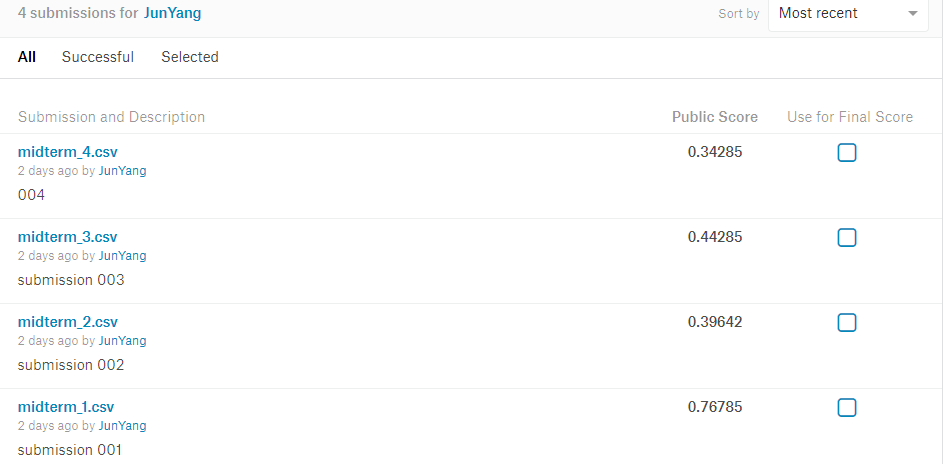 4 submissions for JunYang Sort by Most recent
All Successful Selected
Submission and Description Public Score Use for Final Score
midterm_4.csv 0.34285
2 days ago by JunYang
004
midterm_3.csv 0.44285
2 days ago by JunYang
submission 003
midterm_2.csv 0.39642
2 days ago by JunYang
submission 002
midterm_1.csv 0.76785
2 days ago by JunYang
submission 001